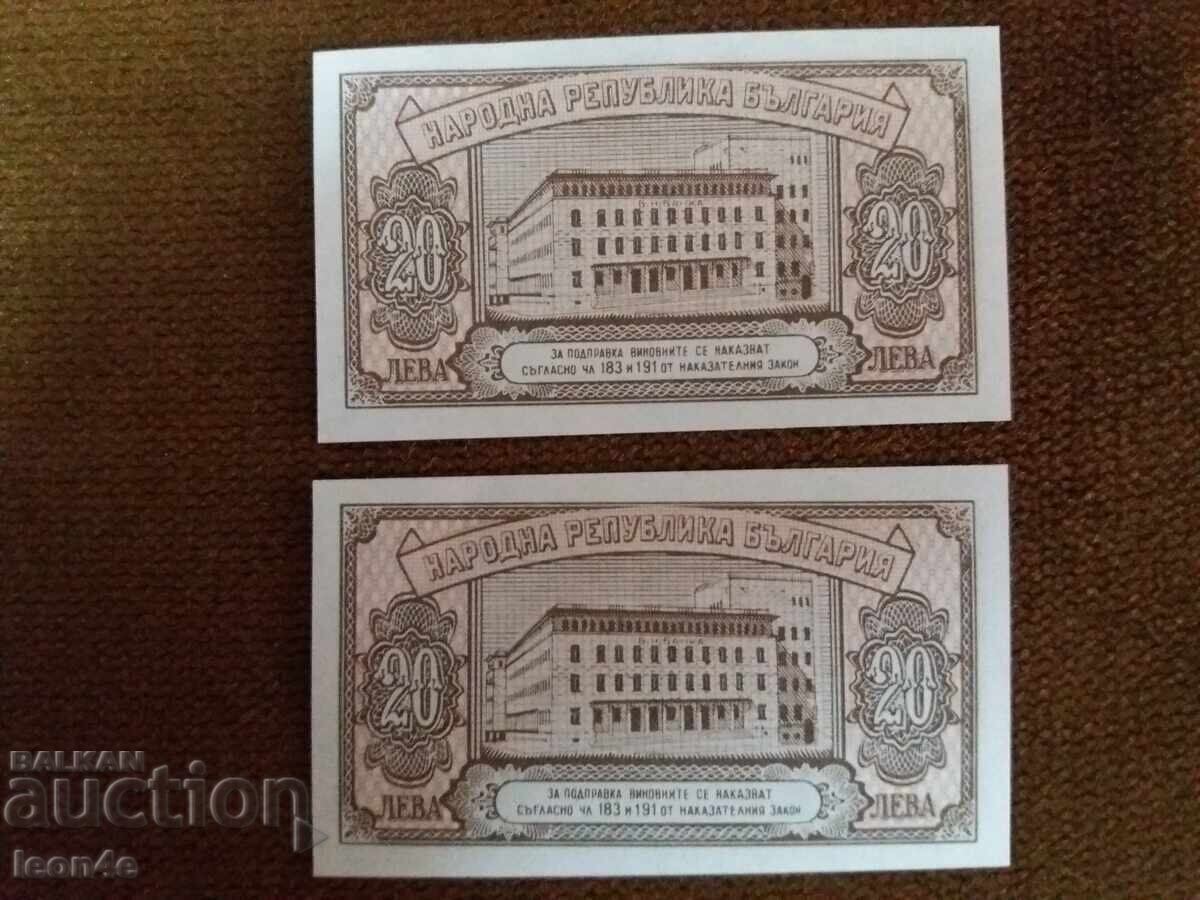 НАРОДНА РЕПУБЛИКА БЪЛГАРИЯ
Б.Н.БАНКА
20 20
ЛЕВА ЛЕВА
ЗА ПОДПРАВКА ВИНОВНИТЕ СЕ НАКАЗВАТ
СЪГЛАСНО ЧЛ 183 И 191 ОТ НАКАЗАТЕЛНИЯ ЗАКОН
НАРОДНА РЕПУБЛИКА БЪЛГАРИЯ
Б.Н.БАНКА
20 20
ЛЕВА ЛЕВА
ЗА ПОДПРАВКА ВИНОВНИТЕ СЕ НАКАЗВАТ
СЪГЛАСНО ЧЛ 183 И 191 ОТ НАКАЗАТЕЛНИЯ ЗАКОН
BALKAN
auction
leon4e